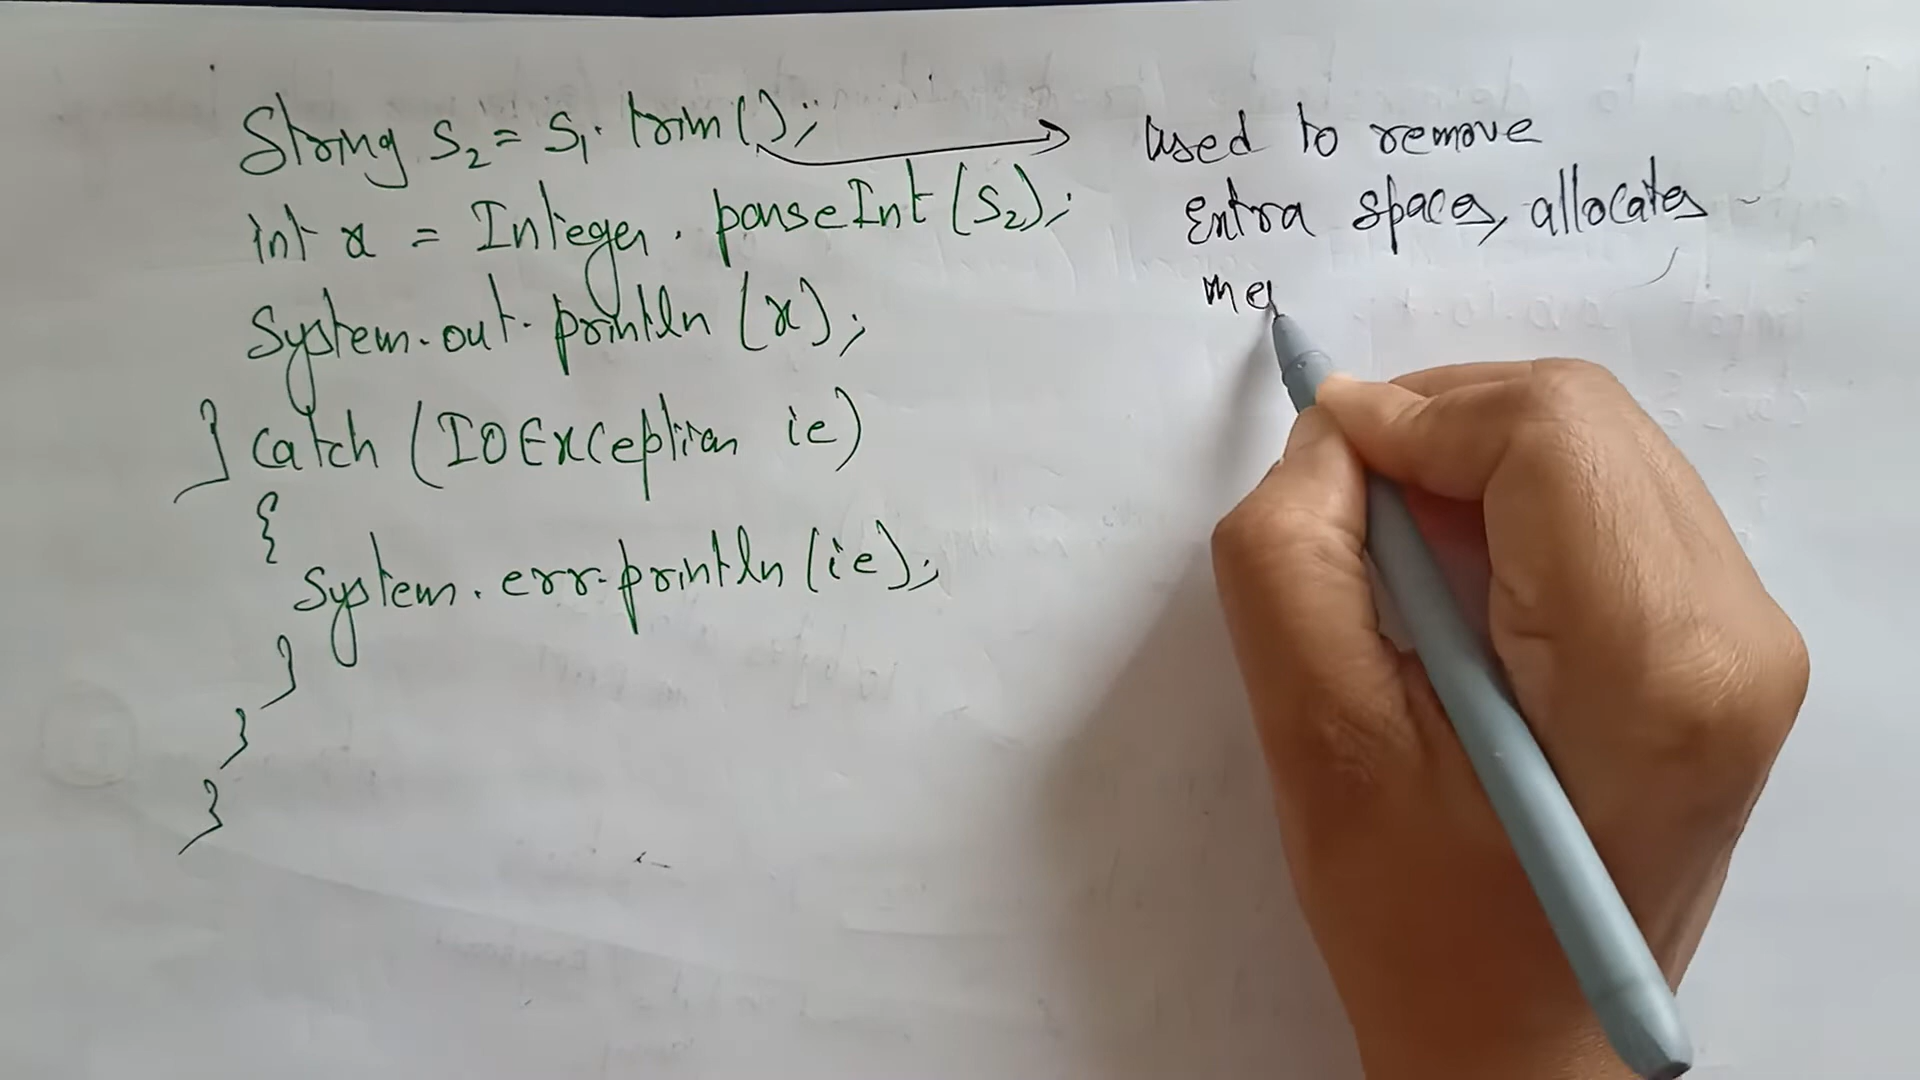 String s2 = s1. trim();
int x = Integer. parseInt (s2);
System.out.println (x);
} catch (IOException ie)
{
System.err.println (ie);
}
}
}
used to remove
Extra spaces, allocates
me